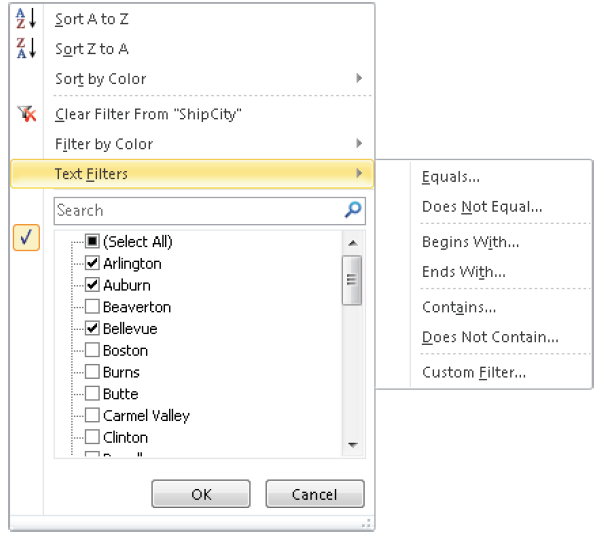 Sort A to Z
Sort Z to A
Sort by Color
Clear Filter From "ShipCity"
Filter by Color
Text Filters
Search
(Select All)
Arlington
Auburn
Beaverton
Bellevue
Boston
Burns
Butte
Carmel Valley
Clinton
OK
Cancel
Equals...
Does Not Equal...
Begins With...
Ends With...
Contains...
Does Not Contain...
Custom Filter...